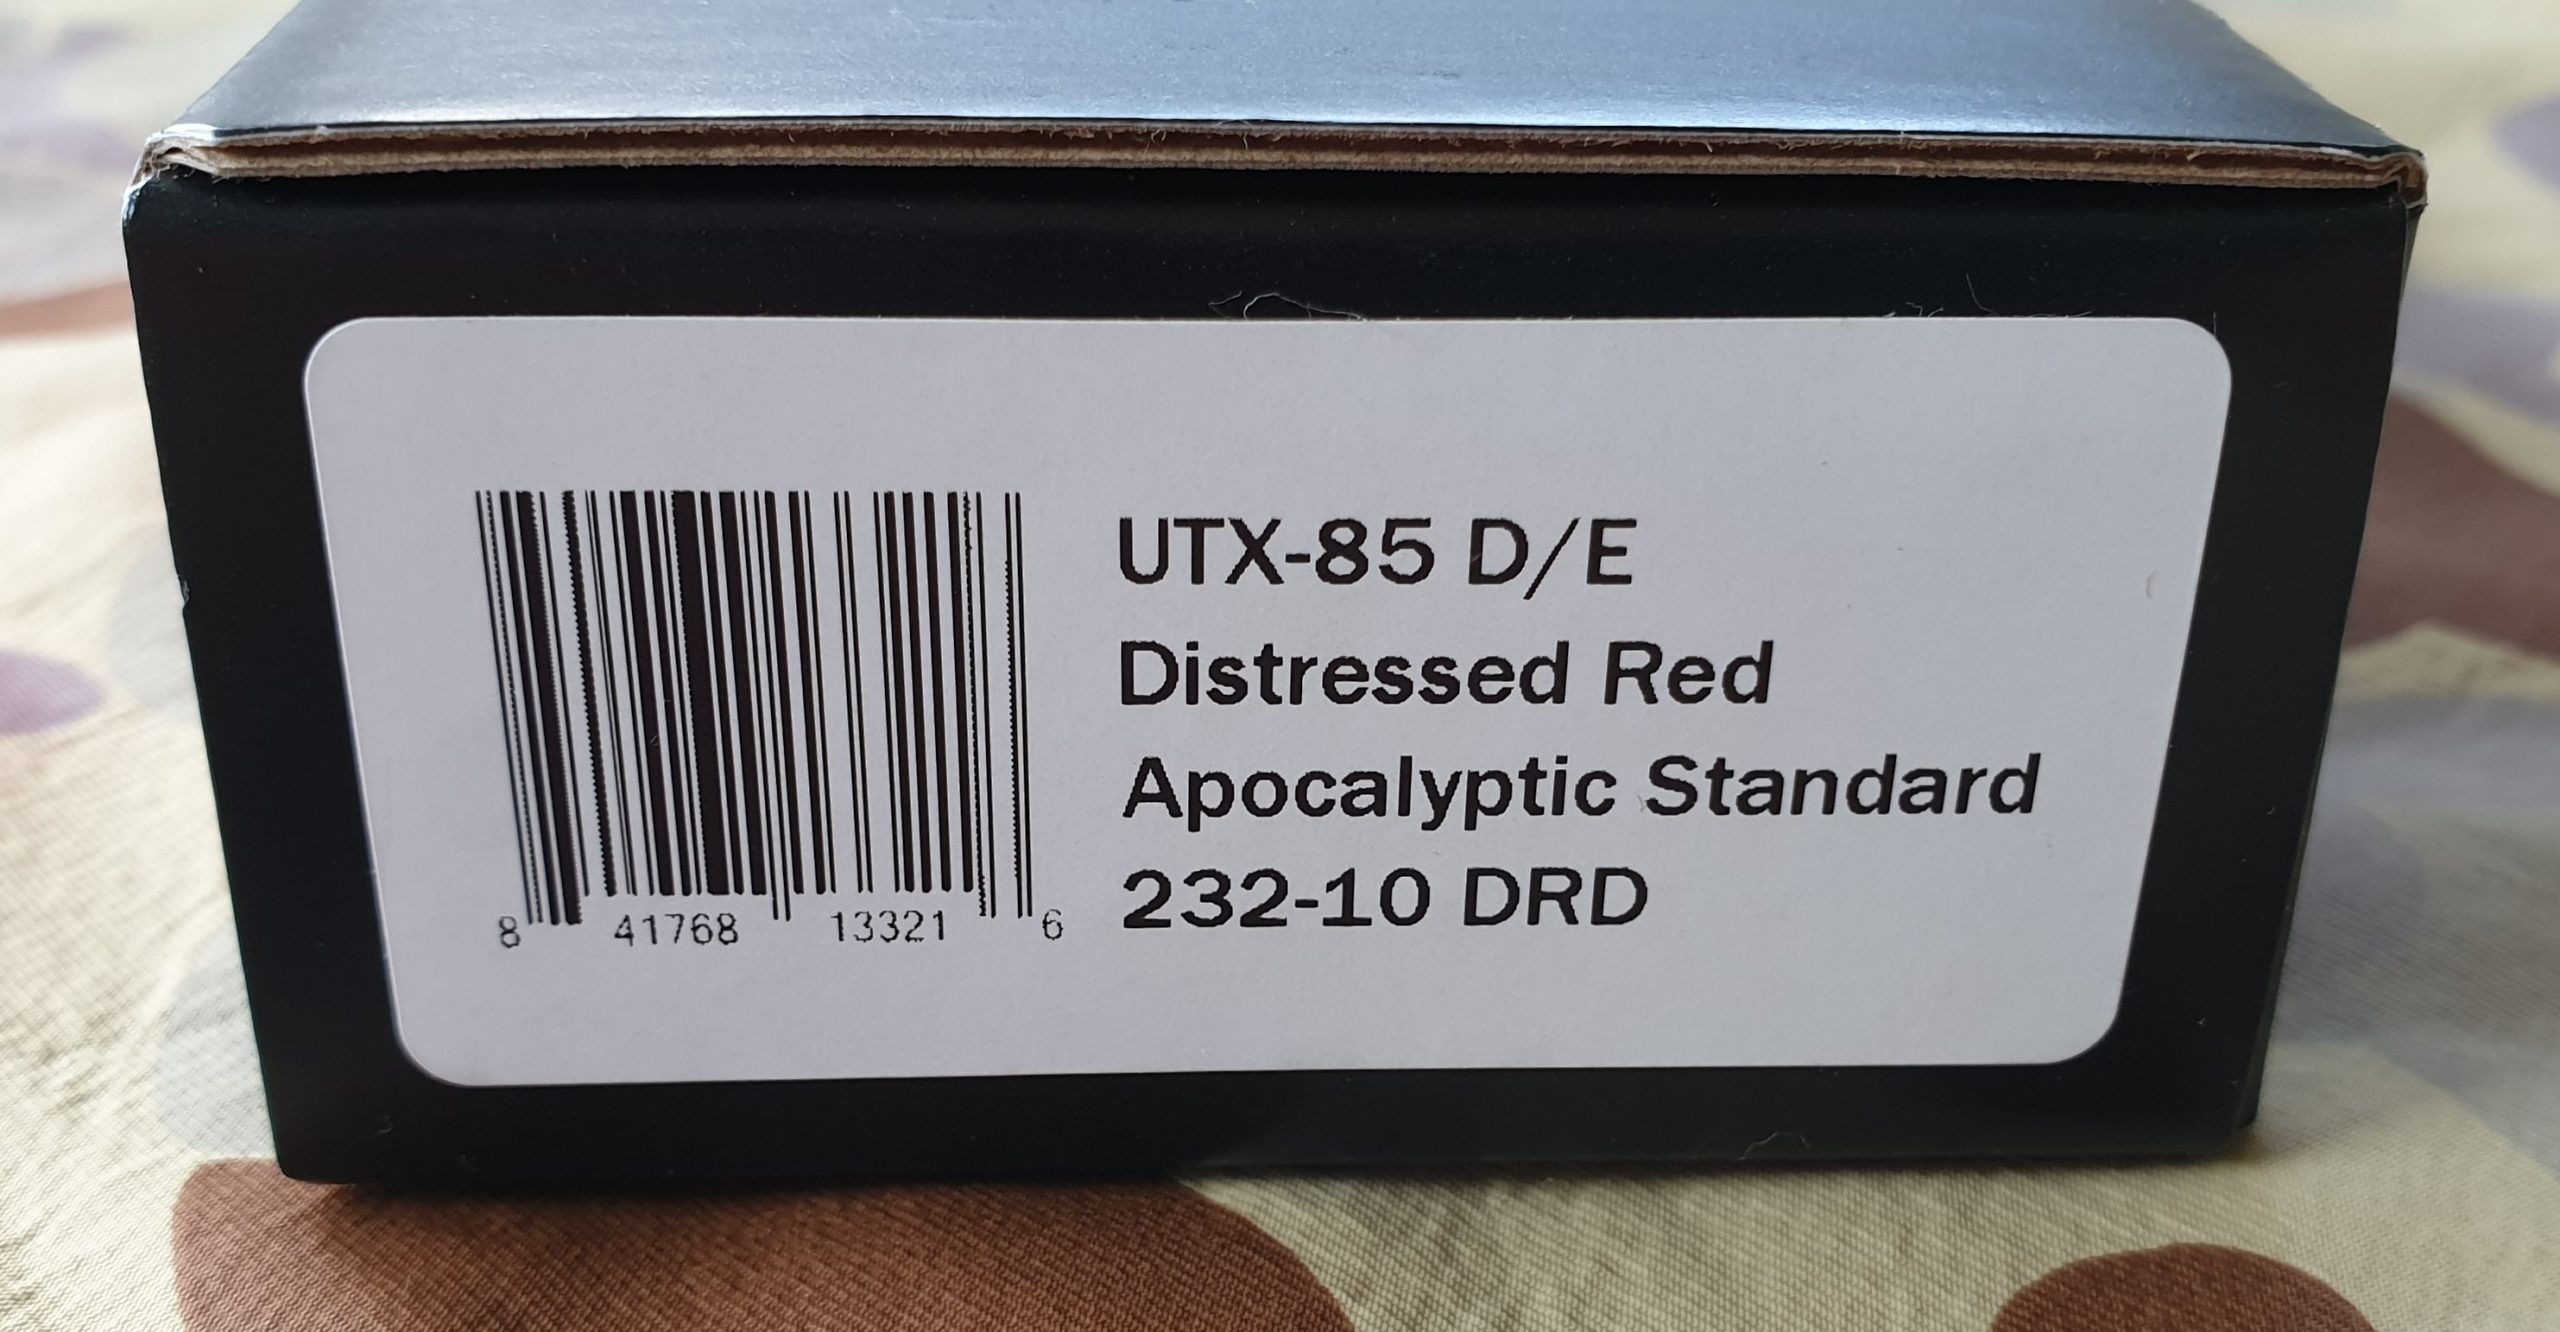 UTX-85 D/E
Distressed Red
Apocalyptic Standard
232-10 DRD
8 41768 13321 6